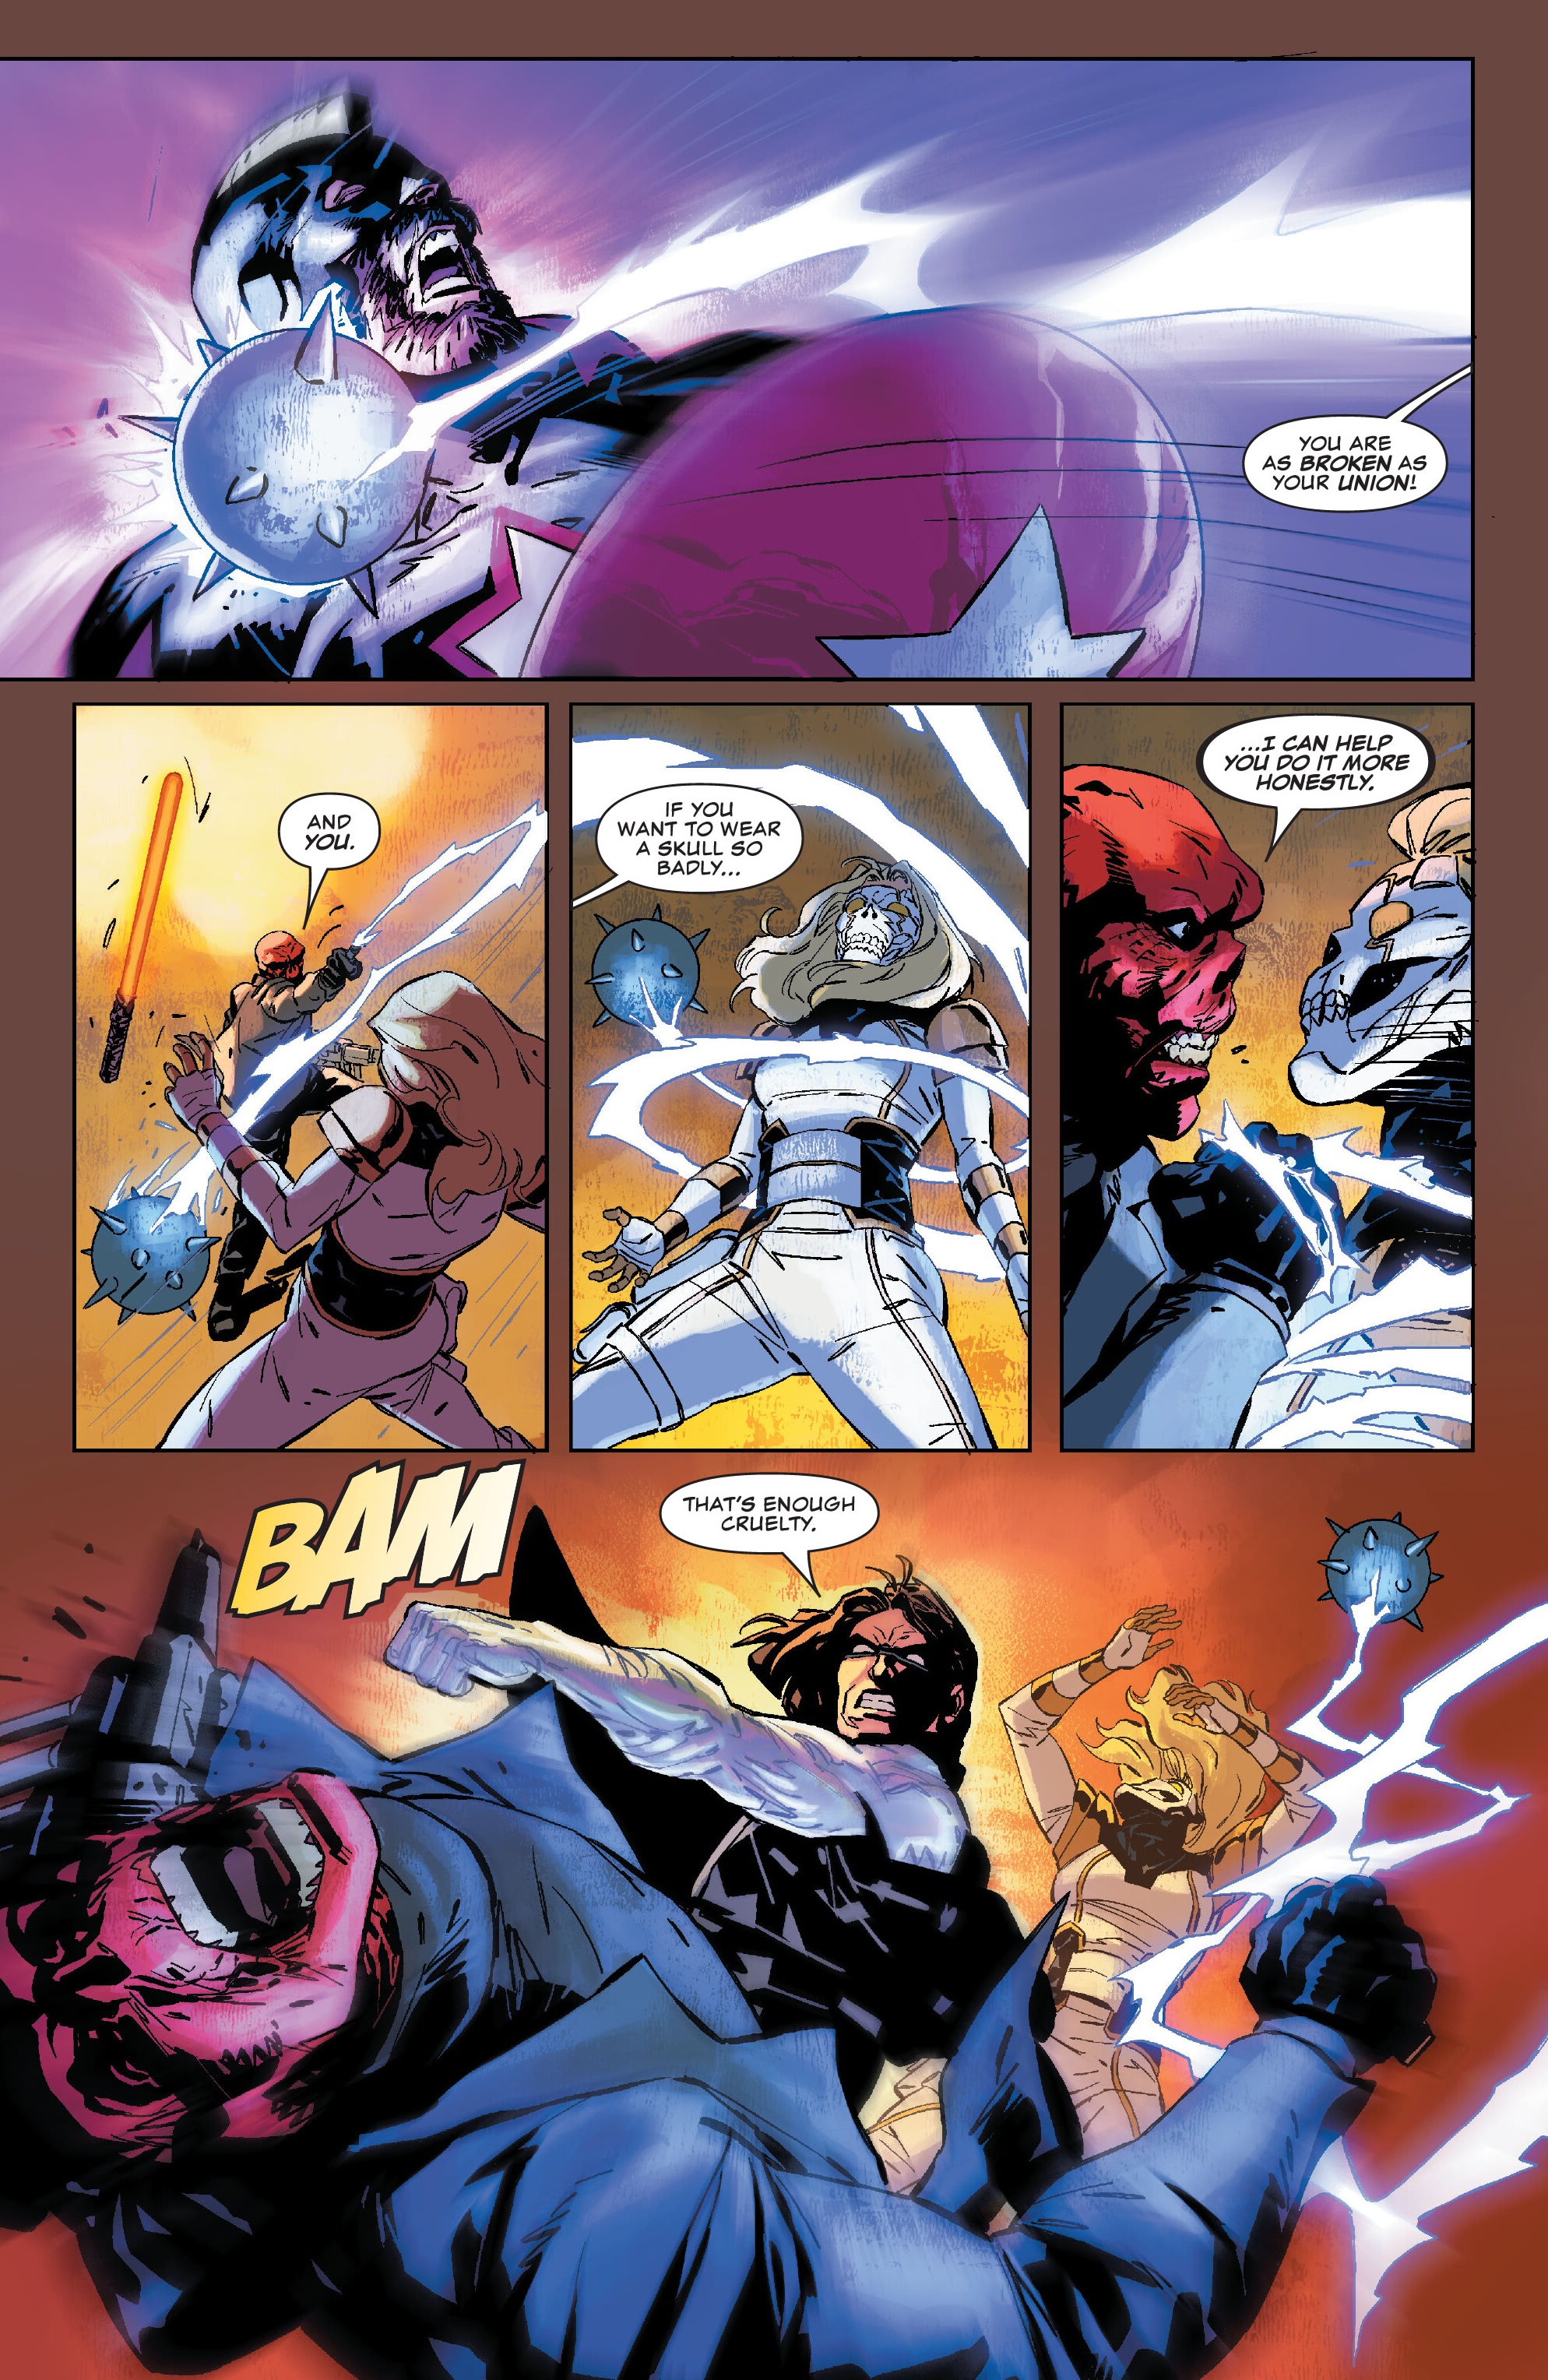 YOU ARE
AS BROKEN AS
YOUR UNION!
AND
YOU.
IF YOU
WANT TO WEAR
A SKULL SO
BADLY...
...I CAN HELP
YOU DO IT MORE
HONESTLY.
BAM
THAT'S ENOUGH
CRUELTY.